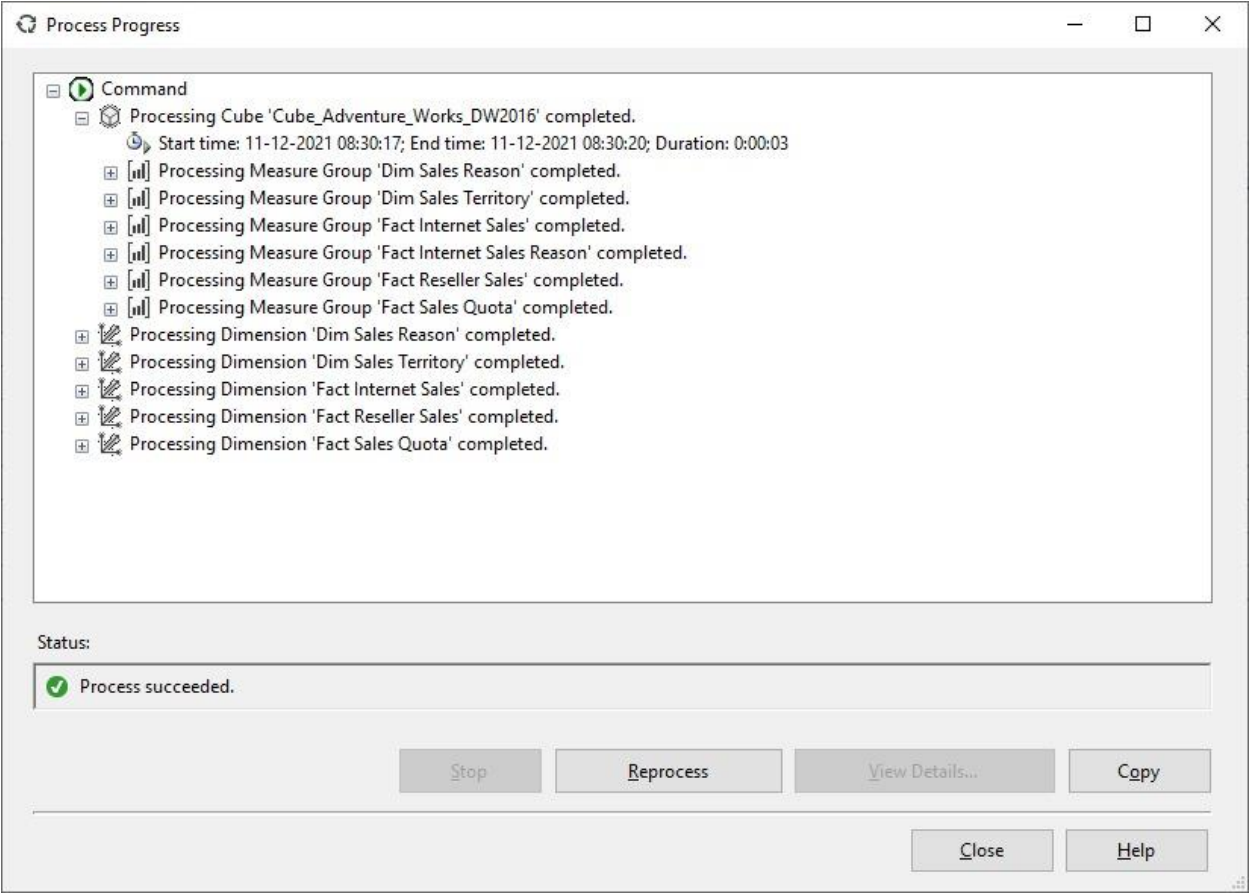 Process Progress
Command
Processing Cube 'Cube_Adventure_Works_DW2016' completed.
Start time: 11-12-2021 08:30:17; End time: 11-12-2021 08:30:20; Duration: 0:00:03
Processing Measure Group 'Dim Sales Reason' completed.
Processing Measure Group 'Dim Sales Territory' completed.
Processing Measure Group 'Fact Internet Sales' completed.
Processing Measure Group 'Fact Internet Sales Reason' completed.
Processing Measure Group 'Fact Reseller Sales' completed.
Processing Measure Group 'Fact Sales Quota' completed.
Processing Dimension 'Dim Sales Reason' completed.
Processing Dimension 'Dim Sales Territory' completed.
Processing Dimension 'Fact Internet Sales' completed.
Processing Dimension 'Fact Reseller Sales' completed.
Processing Dimension 'Fact Sales Quota' completed.
Status:
Process succeeded.
Stop Reprocess View Details... Copy
Close Help